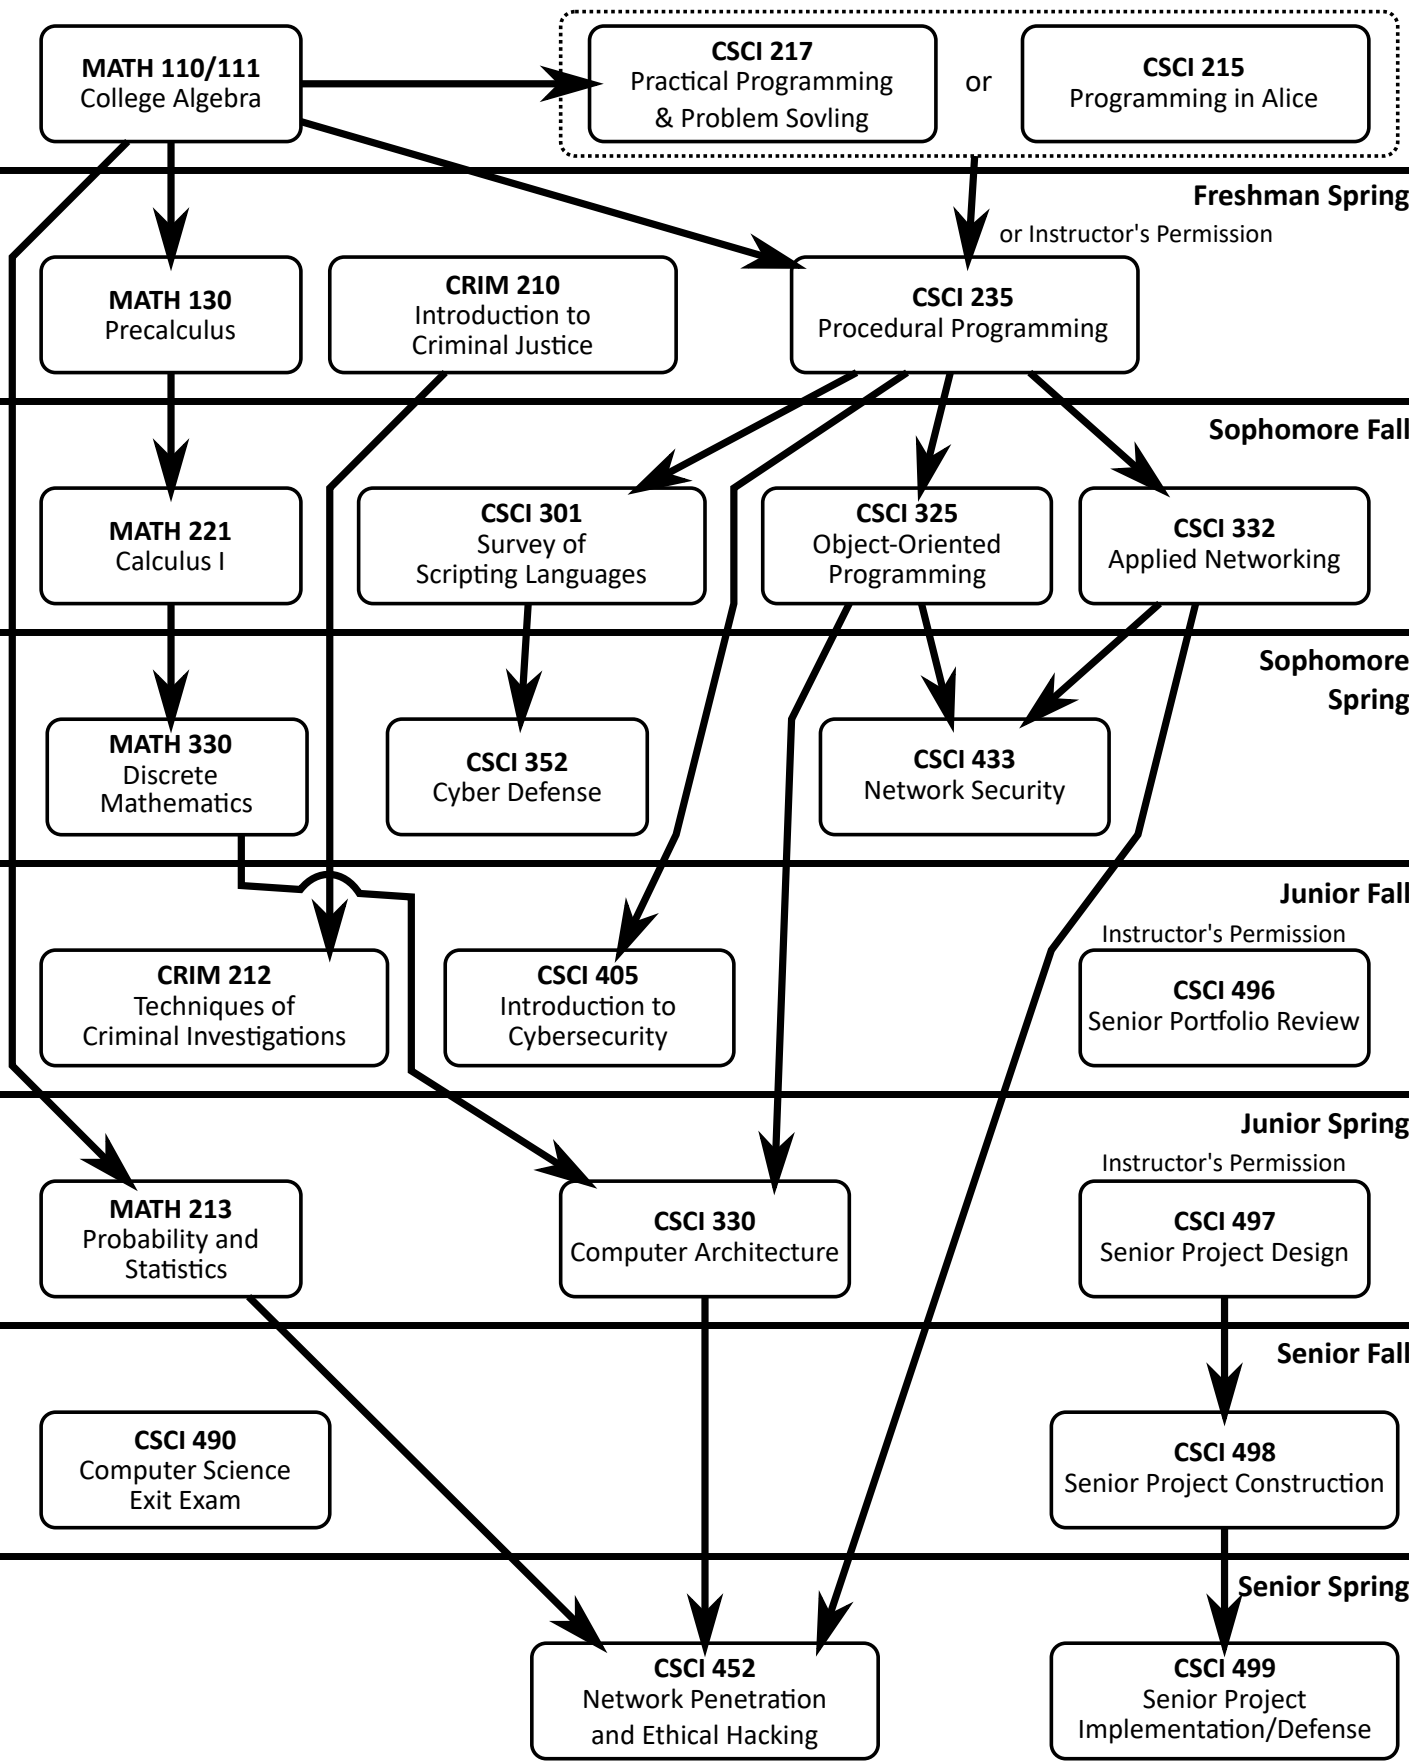 MATH 110/111
College Algebra
CSCI 217
Practical Programming
& Problem Sovling
or
CSCI 215
Programming in Alice
Freshman Spring
or Instructor's Permission
MATH 130
Precalculus
CRIM 210
Introduction to
Criminal Justice
CSCI 235
Procedural Programming
Sophomore Fall
MATH 221
Calculus I
CSCI 301
Survey of
Scripting Languages
CSCI 325
Object-Oriented
Programming
CSCI 332
Applied Networking
Sophomore
Spring
MATH 330
Discrete
Mathematics
CSCI 352
Cyber Defense
CSCI 433
Network Security
Junior Fall
Instructor's Permission
CRIM 212
Techniques of
Criminal Investigations
CSCI 405
Introduction to
Cybersecurity
CSCI 496
Senior Portfolio Review
Junior Spring
Instructor's Permission
MATH 213
Probability and
Statistics
CSCI 330
Computer Architecture
CSCI 497
Senior Project Design
Senior Fall
CSCI 490
Computer Science
Exit Exam
CSCI 498
Senior Project Construction
Senior Spring
CSCI 452
Network Penetration
and Ethical Hacking
CSCI 499
Senior Project
Implementation/Defense